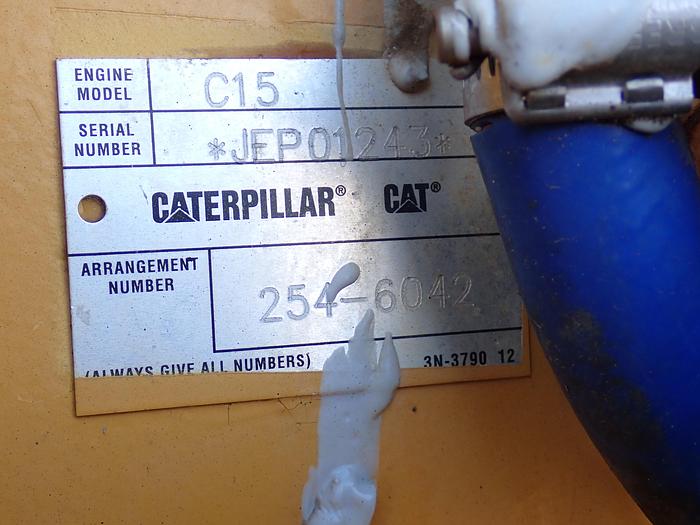 ENGINE MODEL C15
SERIAL NUMBER *JEP01243*
CATERPILLAR® CAT®
ARRANGEMENT NUMBER 254-6042
(ALWAYS GIVE ALL NUMBERS) 3N-3790 12